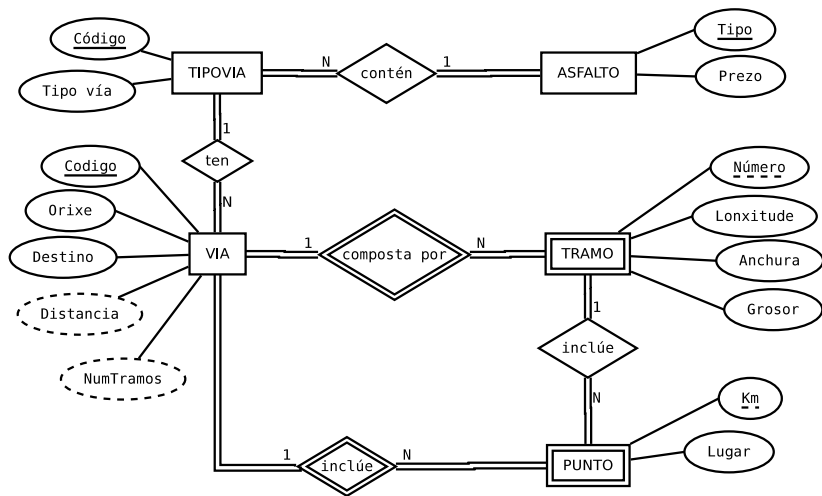 Código
Tipo
TIPOVIA
N
contén
1
ASFALTO
Tipo vía
Prezo
1
ten
N
Codigo
Orixe
Destino
Distancia
NumTramos
VIA
1
composta por
N
TRAMO
Número
Lonxitude
Anchura
Grosor
1
inclúe
N
1
inclúe
N
PUNTO
Km
Lugar